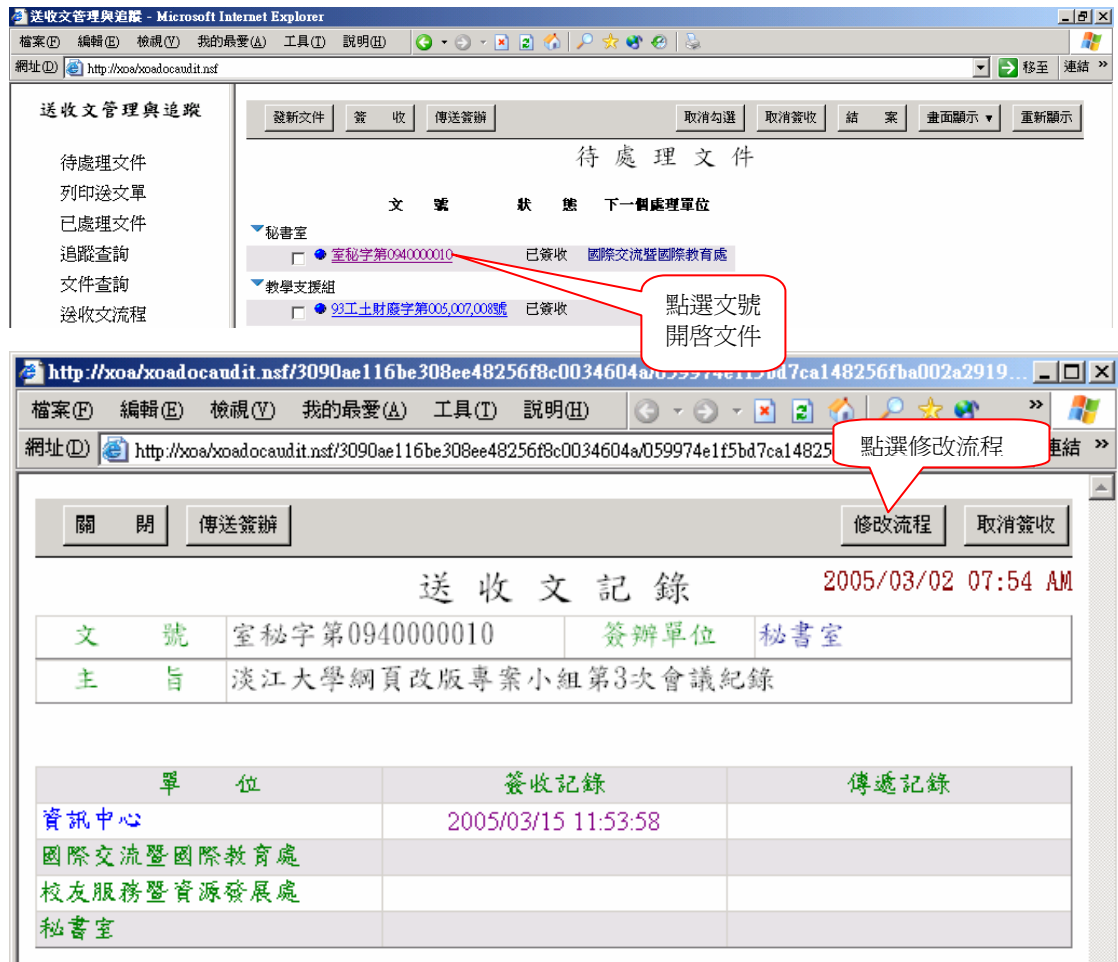 送收文管理與追蹤 - Microsoft Internet Explorer
檔案(F) 編輯(E) 檢視(V) 我的最愛(A) 工具(T) 說明(H)
網址(D) http://xoa/xoadocaudit.nsf 移至 連結 »
送收文管理與追蹤
待處理文件
列印送文單
已處理文件
追蹤查詢
文件查詢
送收文流程
發新文件 簽 收 傳送簽辦 取消勾選 取消簽收 結 案 畫面顯示 ▼ 重新顯示
待 處 理 文 件
文 號 狀 態 下一個處理單位
秘書室
室秘字第0940000010 已簽收 國際交流暨國際教育處
教學支援組
93工土財廢字第005,007,008號 已簽收
點選文號
開啓文件
http://xoa/xoadocaudit.nsf/3090ae116be308ee48256f8c0034604a/059974e1f5bd7ca148256fba002a2919...
檔案(F) 編輯(E) 檢視(V) 我的最愛(A) 工具(T) 說明(H) »
網址(D) http://xoa/xoadocaudit.nsf/3090ae116be308ee48256f8c0034604a/059974e1f5bd7ca14825 連結 »
點選修改流程
關 閉 傳送簽辦 修改流程 取消簽收
送 收 文 記 錄 2005/03/02 07:54 AM
文 號 室秘字第0940000010 簽辦單位 秘書室
主 旨 淡江大學網頁改版專案小組第3次會議紀錄
單 位 簽收記錄 傳遞記錄
資訊中心 2005/03/15 11:53:58
國際交流暨國際教育處
校友服務暨資源發展處
秘書室